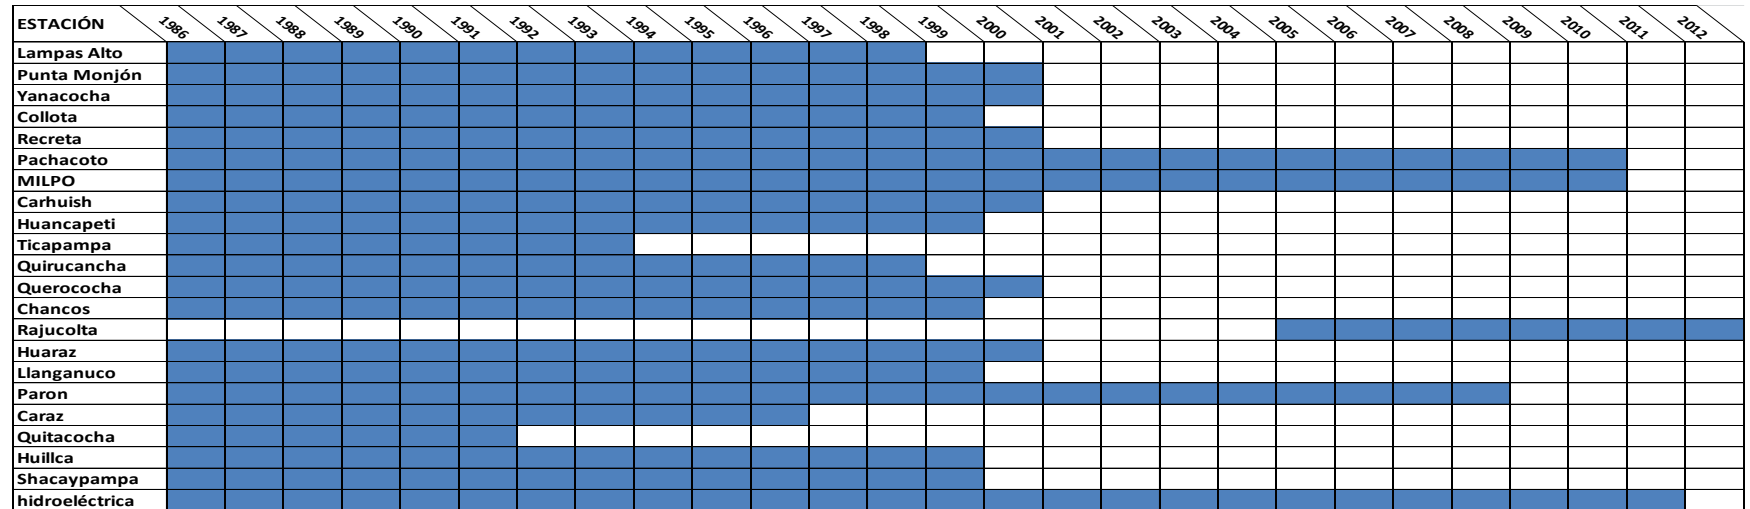 ESTACIÓN 1986 1987 1988 1989 1990 1991 1992 1993 1994 1995 1996 1997 1998 1999 2000 2001 2002 2003 2004 2005 2006 2007 2008 2009 2010 2011 2012
Lampas Alto
Punta Monjón
Yanacocha
Collota
Recreta
Pachacoto
MILPO
Carhuish
Huancapeti
Ticapampa
Quirucancha
Querococha
Chancos
Rajucolta
Huaraz
Llanganuco
Paron
Caraz
Quitacocha
Huillca
Shacaypampa
hidroeléctrica